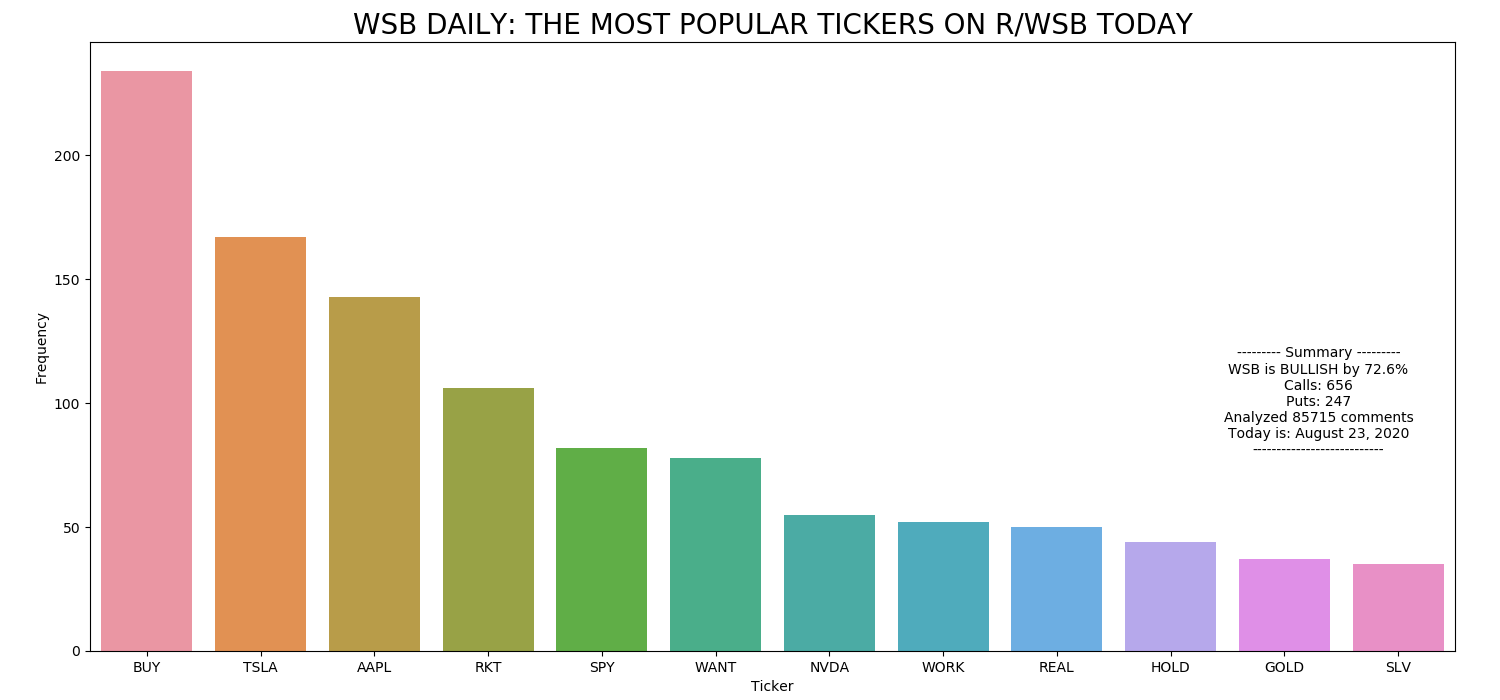 WSB DAILY: THE MOST POPULAR TICKERS ON R/WSB TODAY
Frequency
200
150
100
50
0
--------- Summary ---------
WSB is BULLISH by 72.6%
Calls: 656
Puts: 247
Analyzed 85715 comments
Today is: August 23, 2020
---------------------------
BUY TSLA AAPL RKT SPY WANT NVDA WORK REAL HOLD GOLD SLV
Ticker